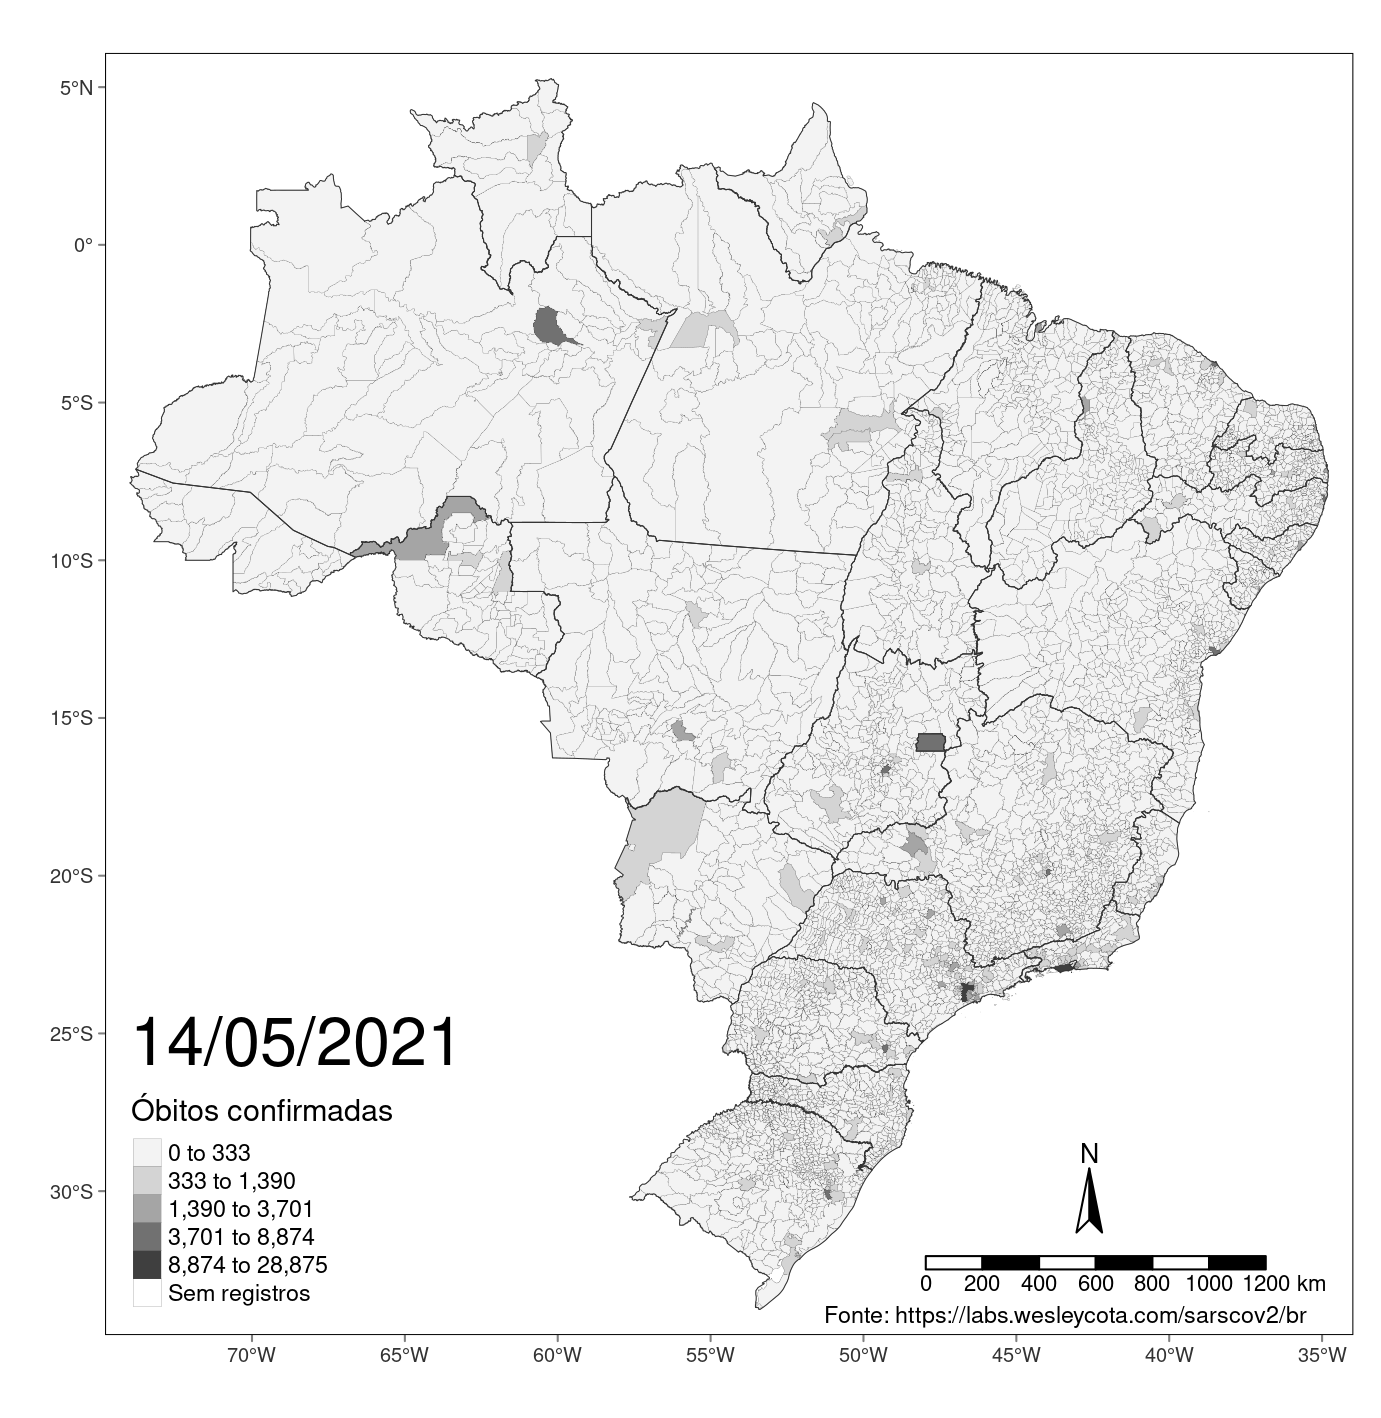 5°N
0°
5°S
10°S
15°S
20°S
25°S
30°S
14/05/2021
Óbitos confirmadas
0 to 333
333 to 1,390
1,390 to 3,701
3,701 to 8,874
8,874 to 28,875
Sem registros
N
0 200 400 600 800 1000 1200 km
Fonte: https://labs.wesleycota.com/sarscov2/br
70°W 65°W 60°W 55°W 50°W 45°W 40°W 35°W